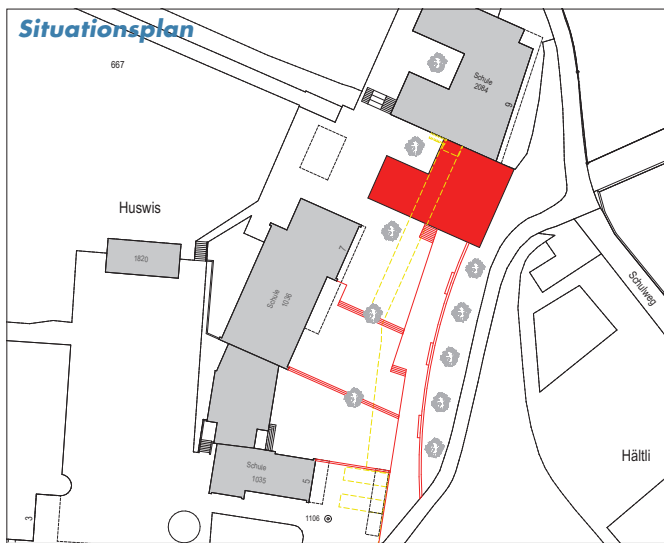 Situationsplan
667
Schule
2084
9
Huswis
7
1820
Schule
1036
Schulweg
Hältli
Schule
1035
5
3
1106